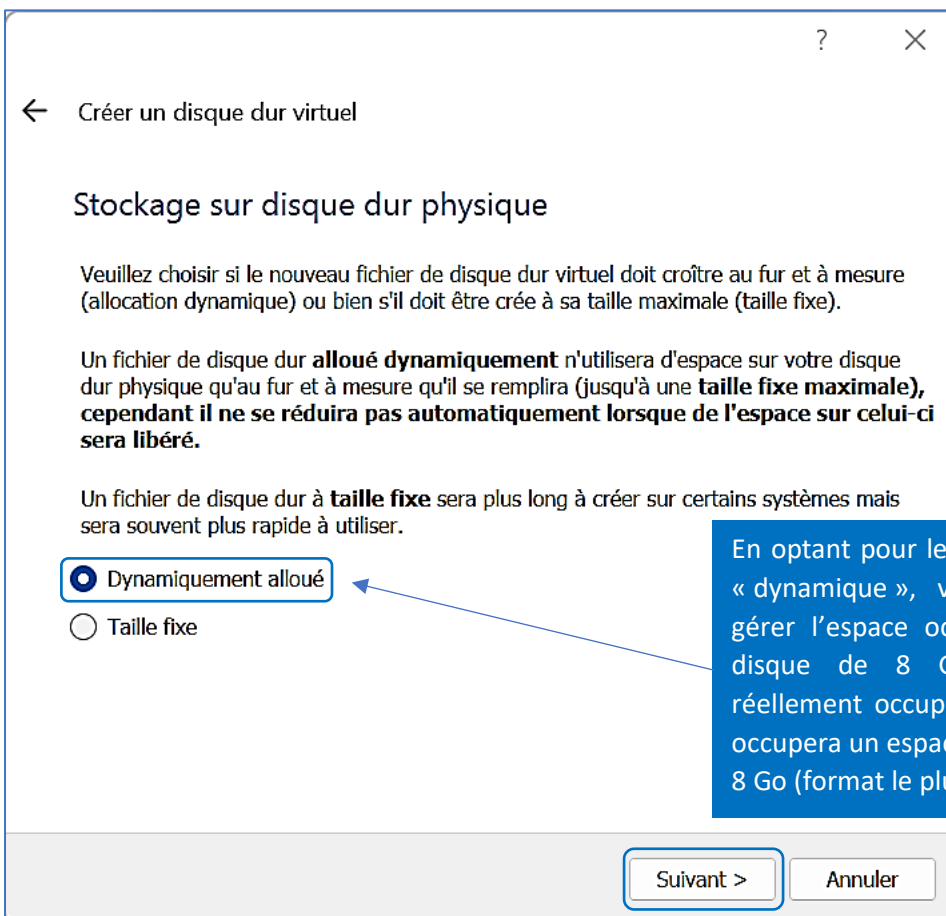 ?
Créer un disque dur virtuel
Stockage sur disque dur physique
Veuillez choisir si le nouveau fichier de disque dur virtuel doit croître au fur et à mesure
(allocation dynamique) ou bien s'il doit être crée à sa taille maximale (taille fixe).
Un fichier de disque dur alloué dynamiquement n'utilisera d'espace sur votre disque
dur physique qu'au fur et à mesure qu'il se remplira (jusqu'à une taille fixe maximale),
cependant il ne se réduira pas automatiquement lorsque de l'espace sur celui-ci
sera libéré.
Un fichier de disque dur à taille fixe sera plus long à créer sur certains systèmes mais
sera souvent plus rapide à utiliser.
Dynamiquement alloué
Taille fixe
En optant pour le
« dynamique »,
gérer l'espace
disque de 8
réellement
occupera un
8 Go (format le
Suivant >
Annuler